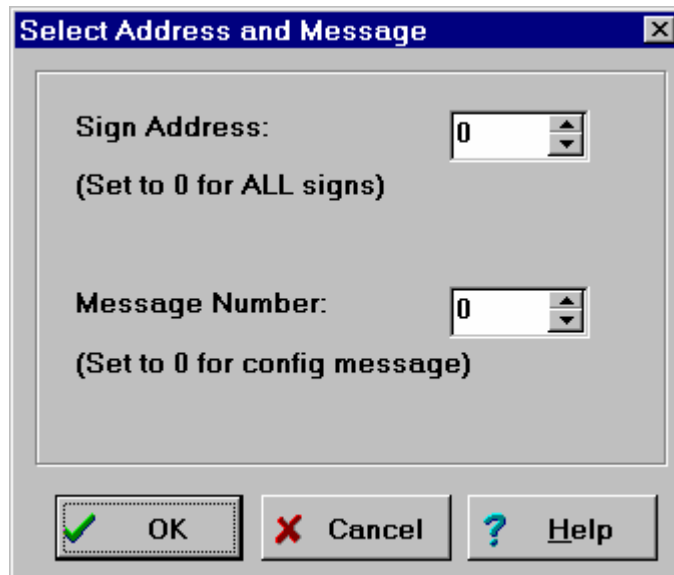 Select Address and Message
Sign Address:
0
(Set to 0 for ALL signs)
Message Number:
0
(Set to 0 for config message)
OK
Cancel
? Help